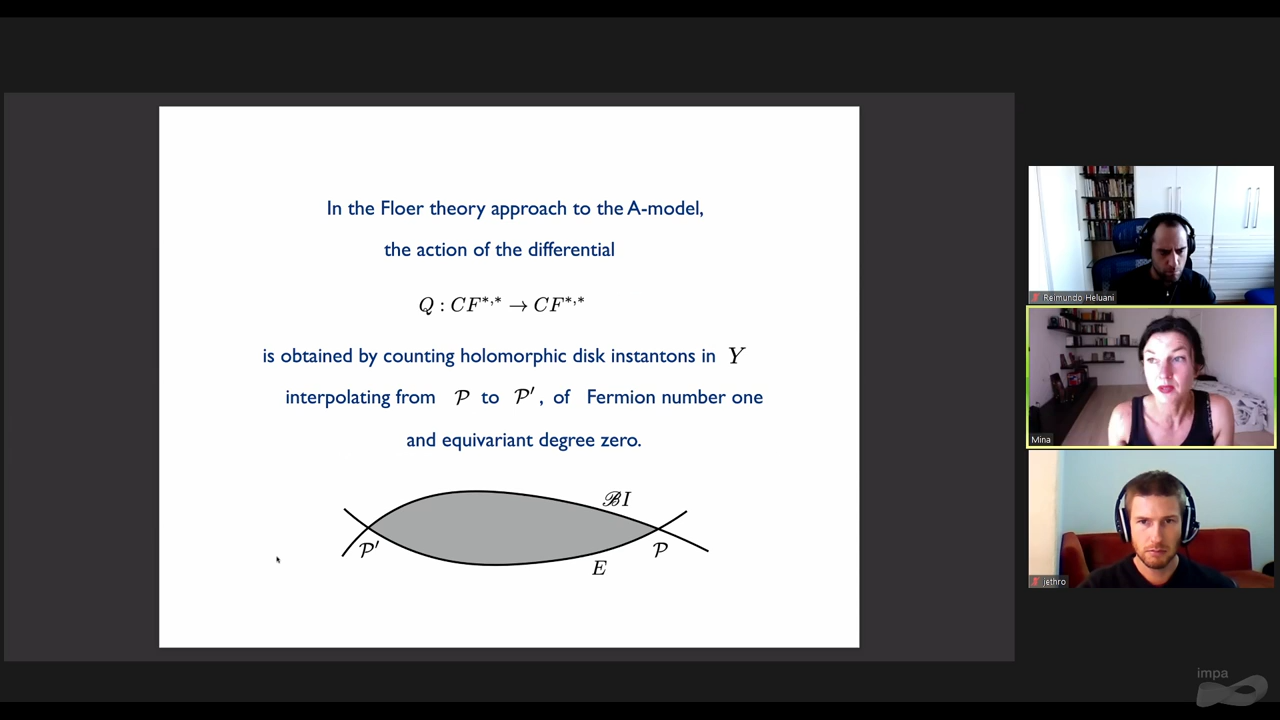 In the Floer theory approach to the A-model,
the action of the differential
Q : CF*,* → CF*,*
is obtained by counting holomorphic disk instantons in Y
interpolating from 𝒫 to 𝒫′, of Fermion number one
and equivariant degree zero.
ℬI
𝒫′
𝒫
E
Reimundo Heluani
Mina
jethro
impa